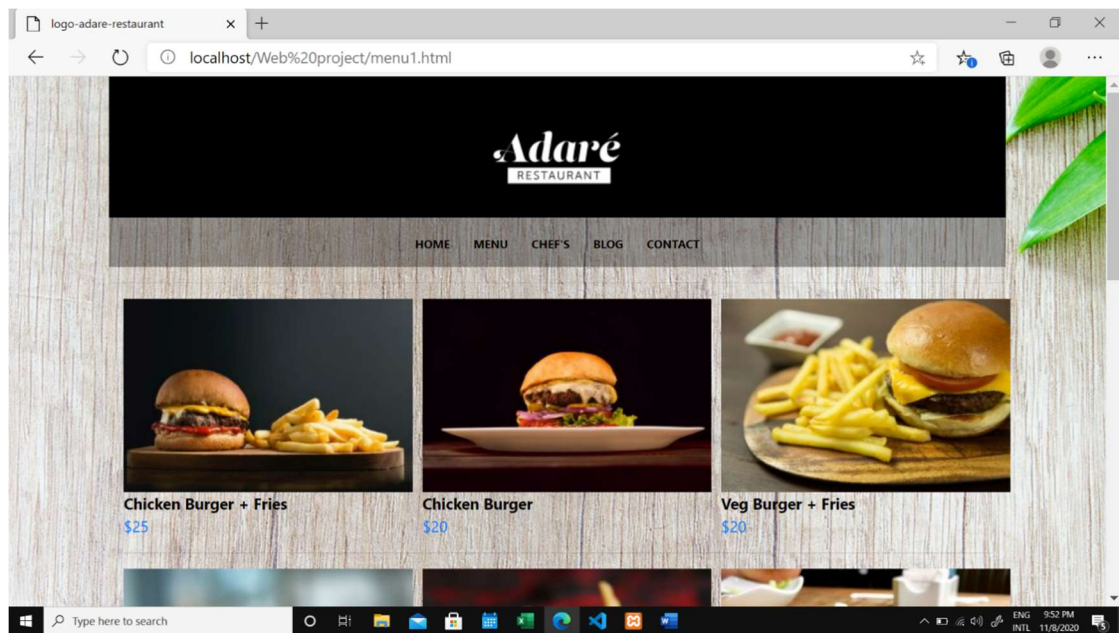 logo-adare-restaurant
localhost/Web%20project/menu1.html
Adaré
RESTAURANT
HOME MENU CHEF'S BLOG CONTACT
Chicken Burger + Fries
$25
Chicken Burger
$20
Veg Burger + Fries
$20
Type here to search
ENG
INTL
9:52 PM
11/8/2020
5